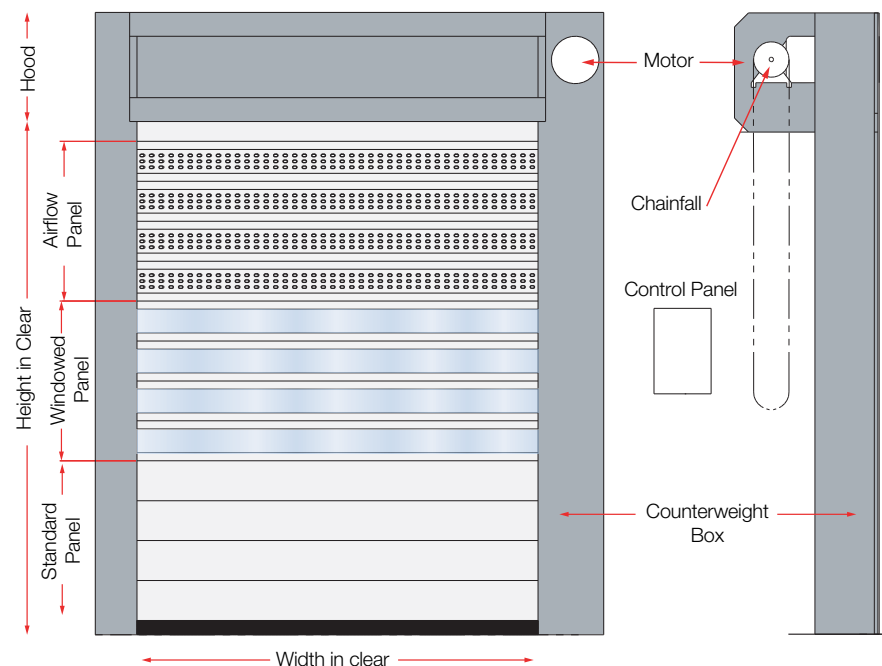 Hood
Motor
Chainfall
Airflow
Panel
Control Panel
Height in Clear
Windowed
Panel
Standard
Panel
Counterweight
Box
Width in clear